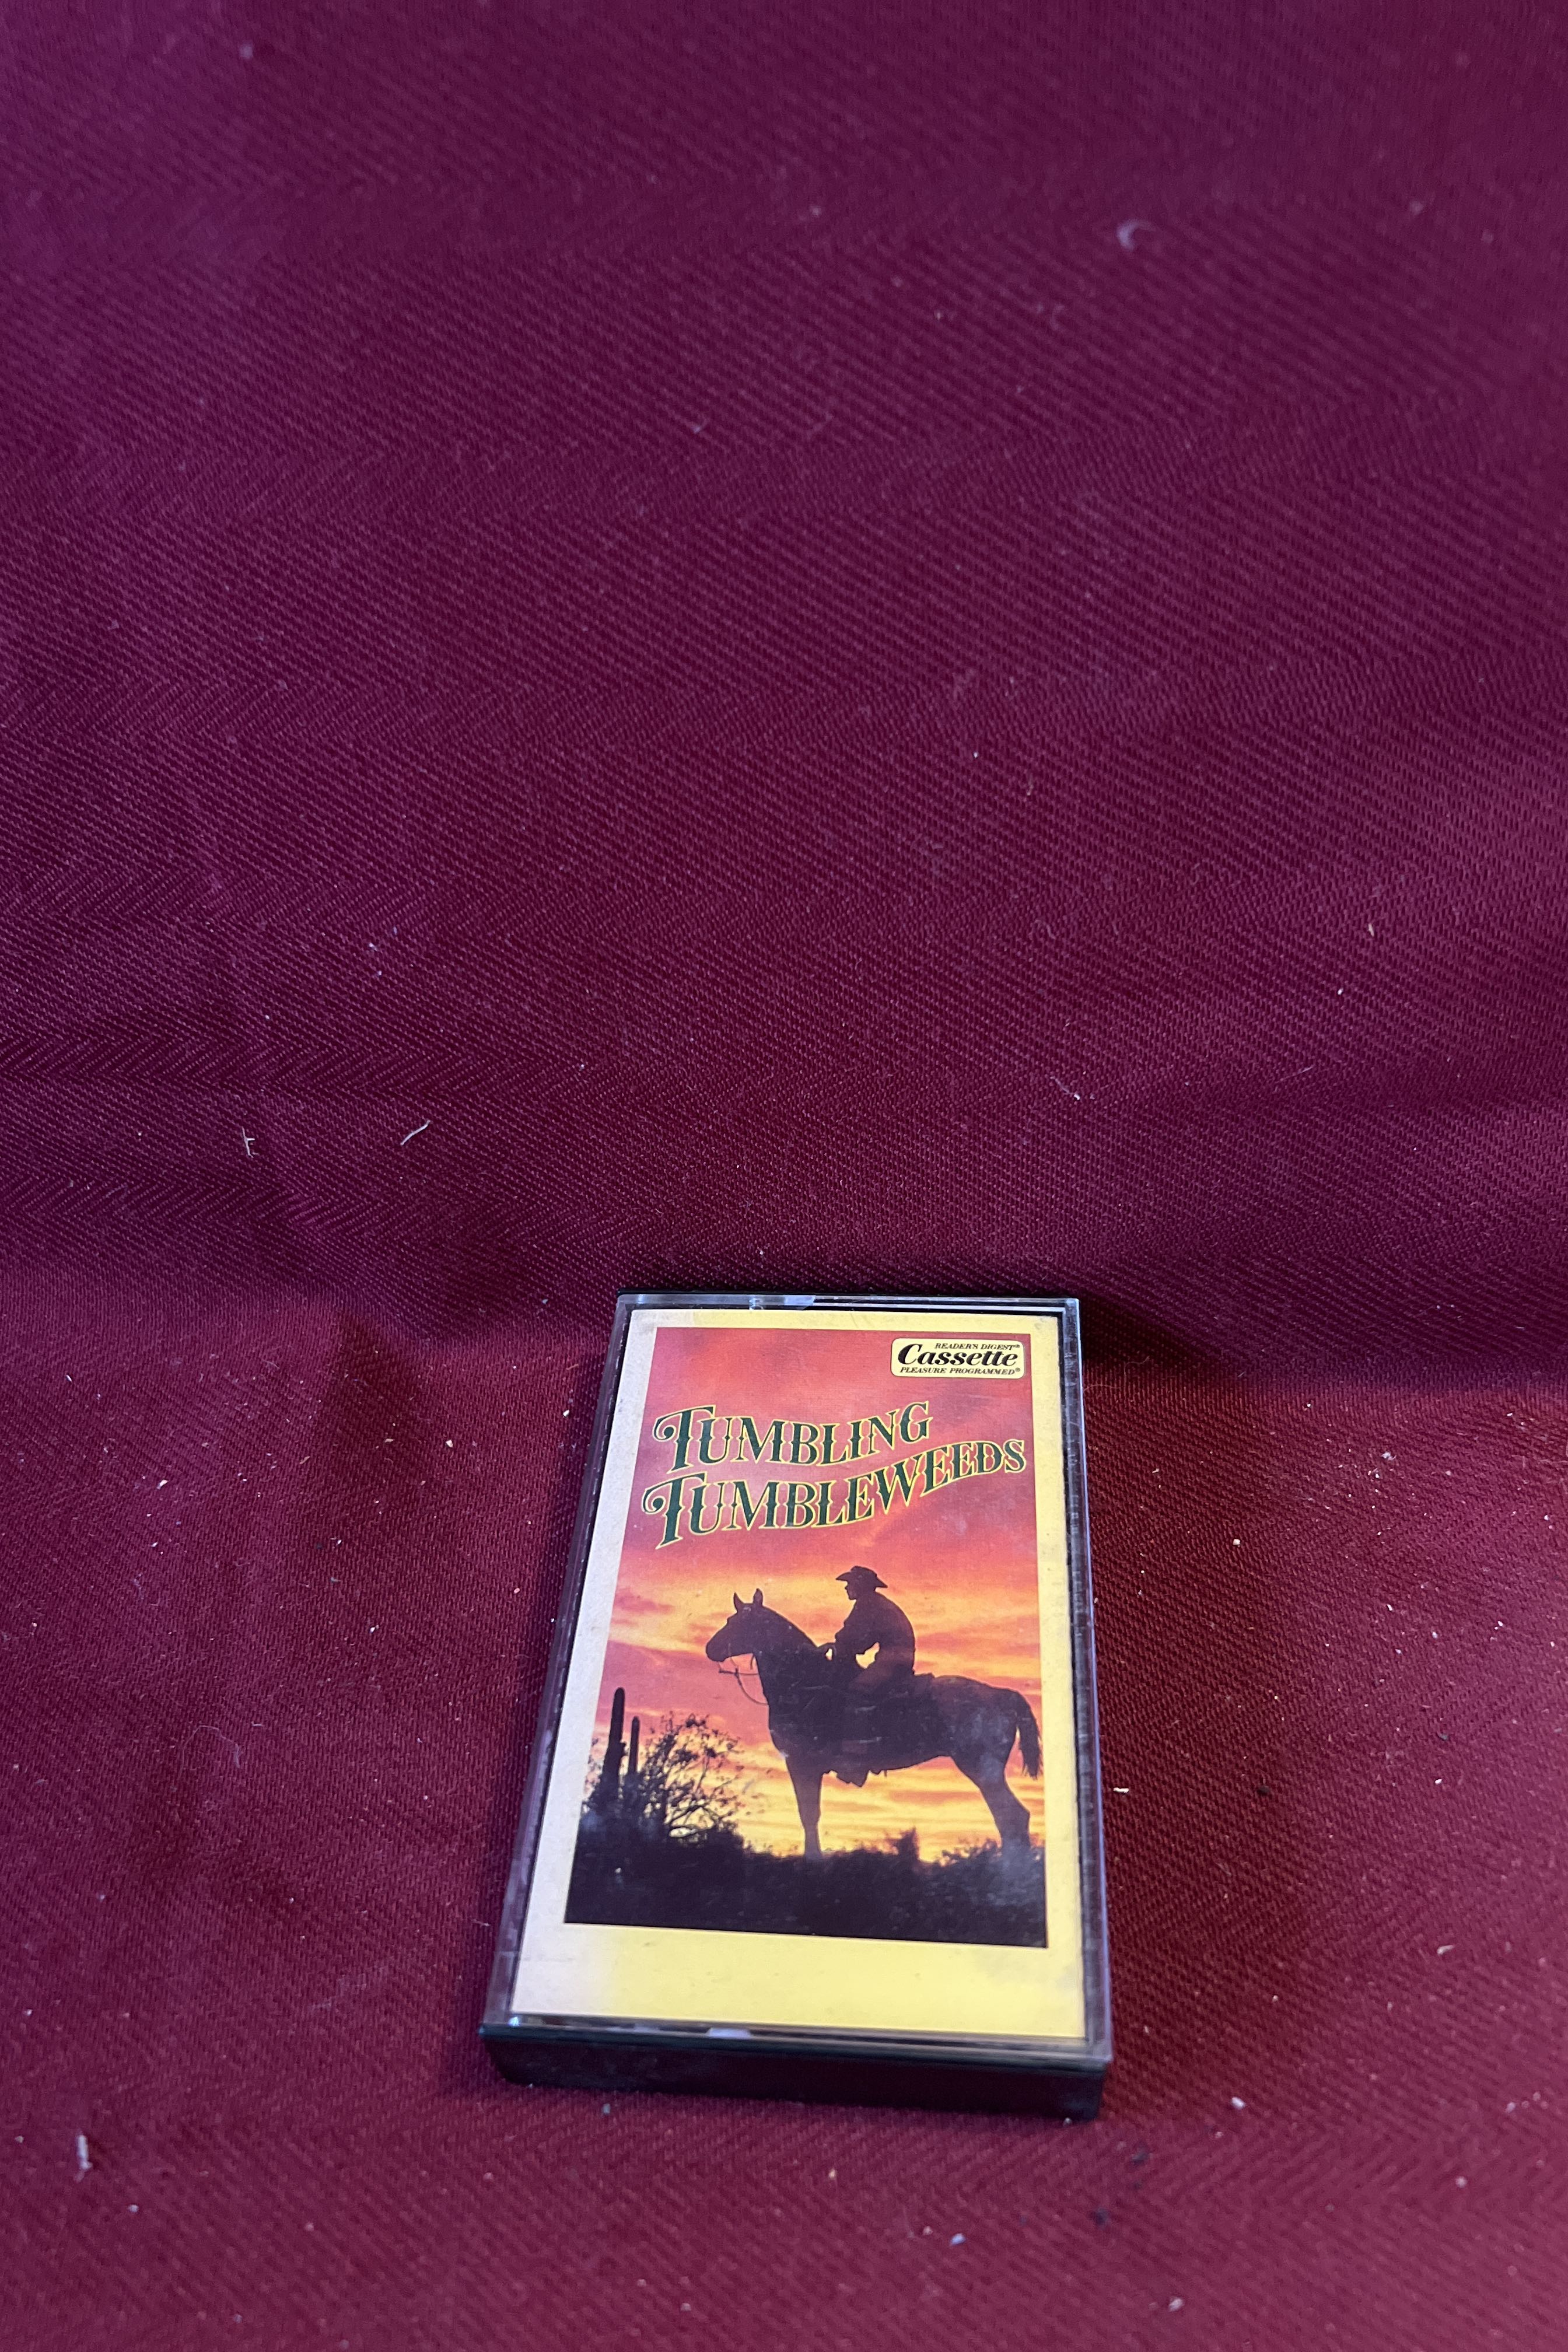 READER'S DIGEST®
Cassette
PLEASURE PROGRAMMED®
TUMBLING
TUMBLEWEEDS